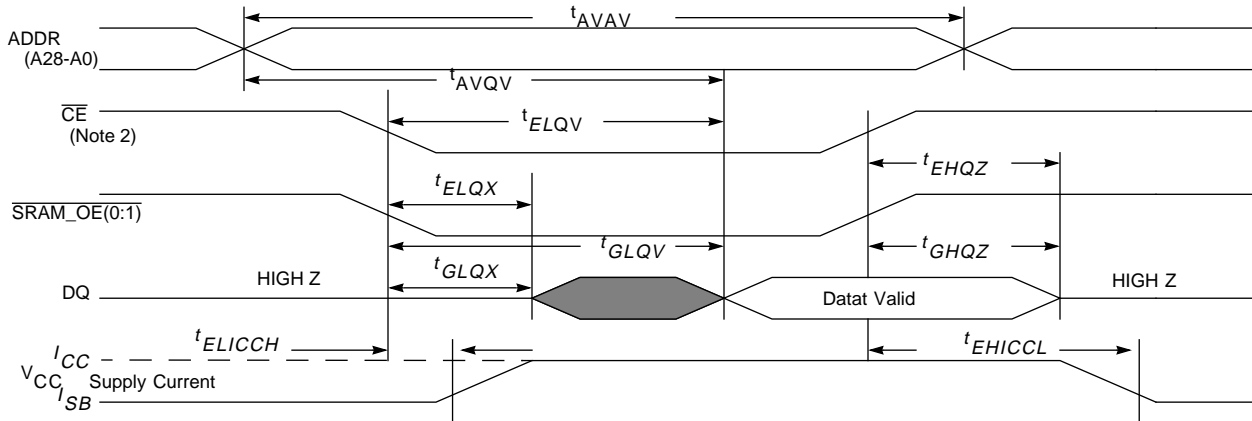 tAVAV
ADDR
(A28-A0)
tAVQV
CE
(Note 2)
tELQV
tEHQZ
tELQX
SRAM_OE(0:1)
tGLQV
tGHQZ
tGLQX
HIGH Z
DQ
Datat Valid
HIGH Z
tELICCH
tEHICCL
ICC
VCC Supply Current
ISB